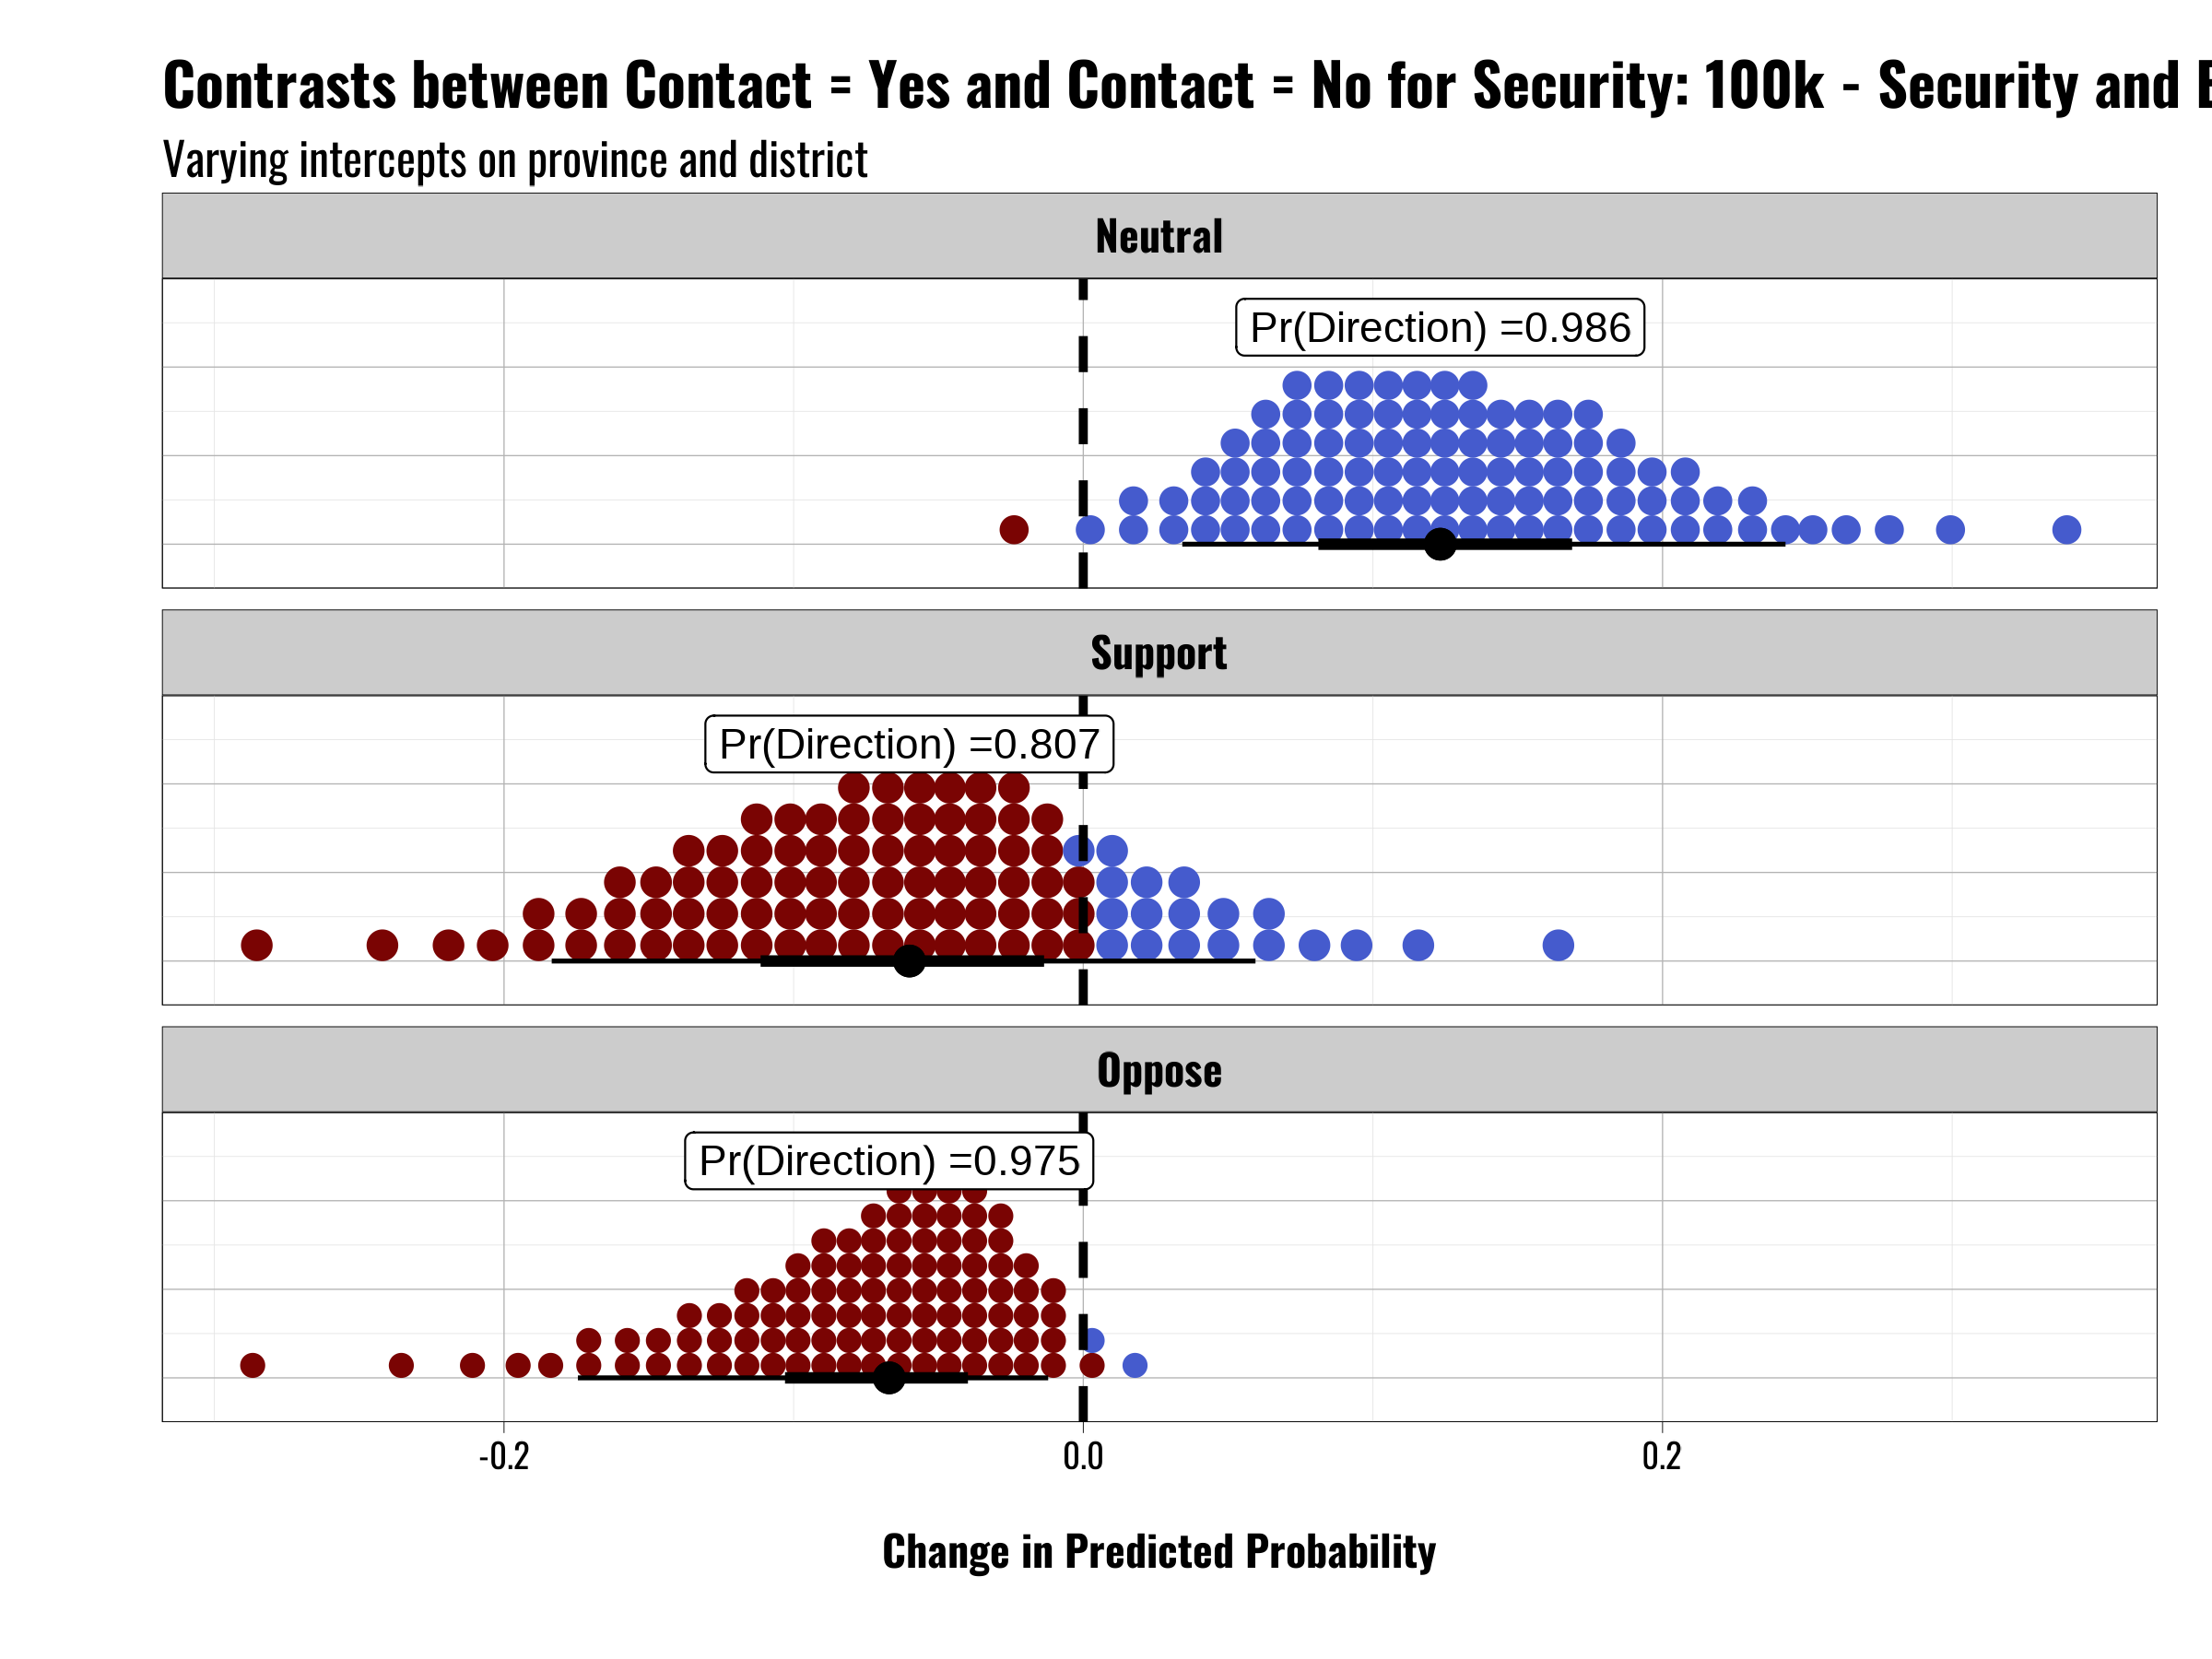 Contrasts between Contact = Yes and Contact = No for Security: 100k - Security and
Varying intercepts on province and district
Neutral
Pr(Direction) =0.986
Support
Pr(Direction) =0.807
Oppose
Pr(Direction) =0.975
-0.2
0.0
0.2
Change in Predicted Probability